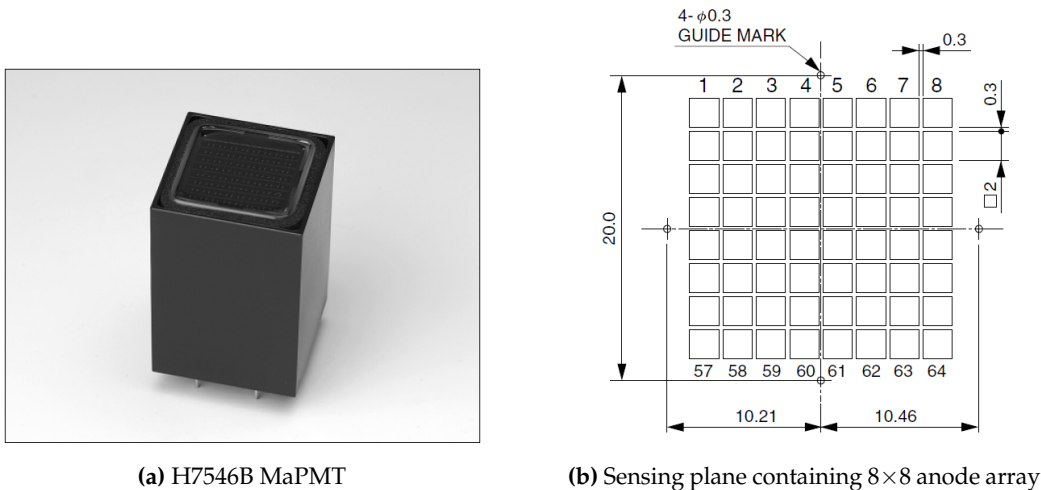 4- φ0.3
GUIDE MARK
0.3
1 2 3 4 5 6 7 8
0.3
□2
20.0
57 58 59 60 61 62 63 64
10.21 10.46
(a) H7546B MaPMT
(b) Sensing plane containing 8×8 anode array